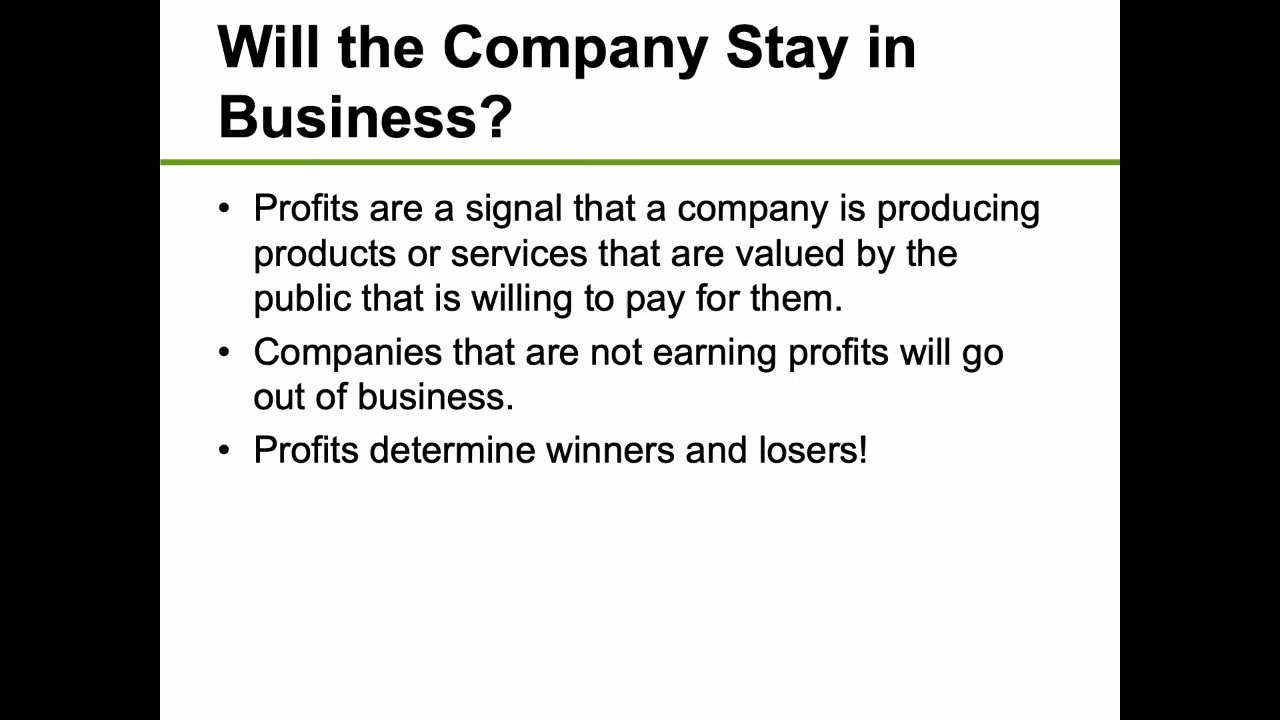 Will the Company Stay in
Business?
• Profits are a signal that a company is producing
products or services that are valued by the
public that is willing to pay for them.
• Companies that are not earning profits will go
out of business.
• Profits determine winners and losers!